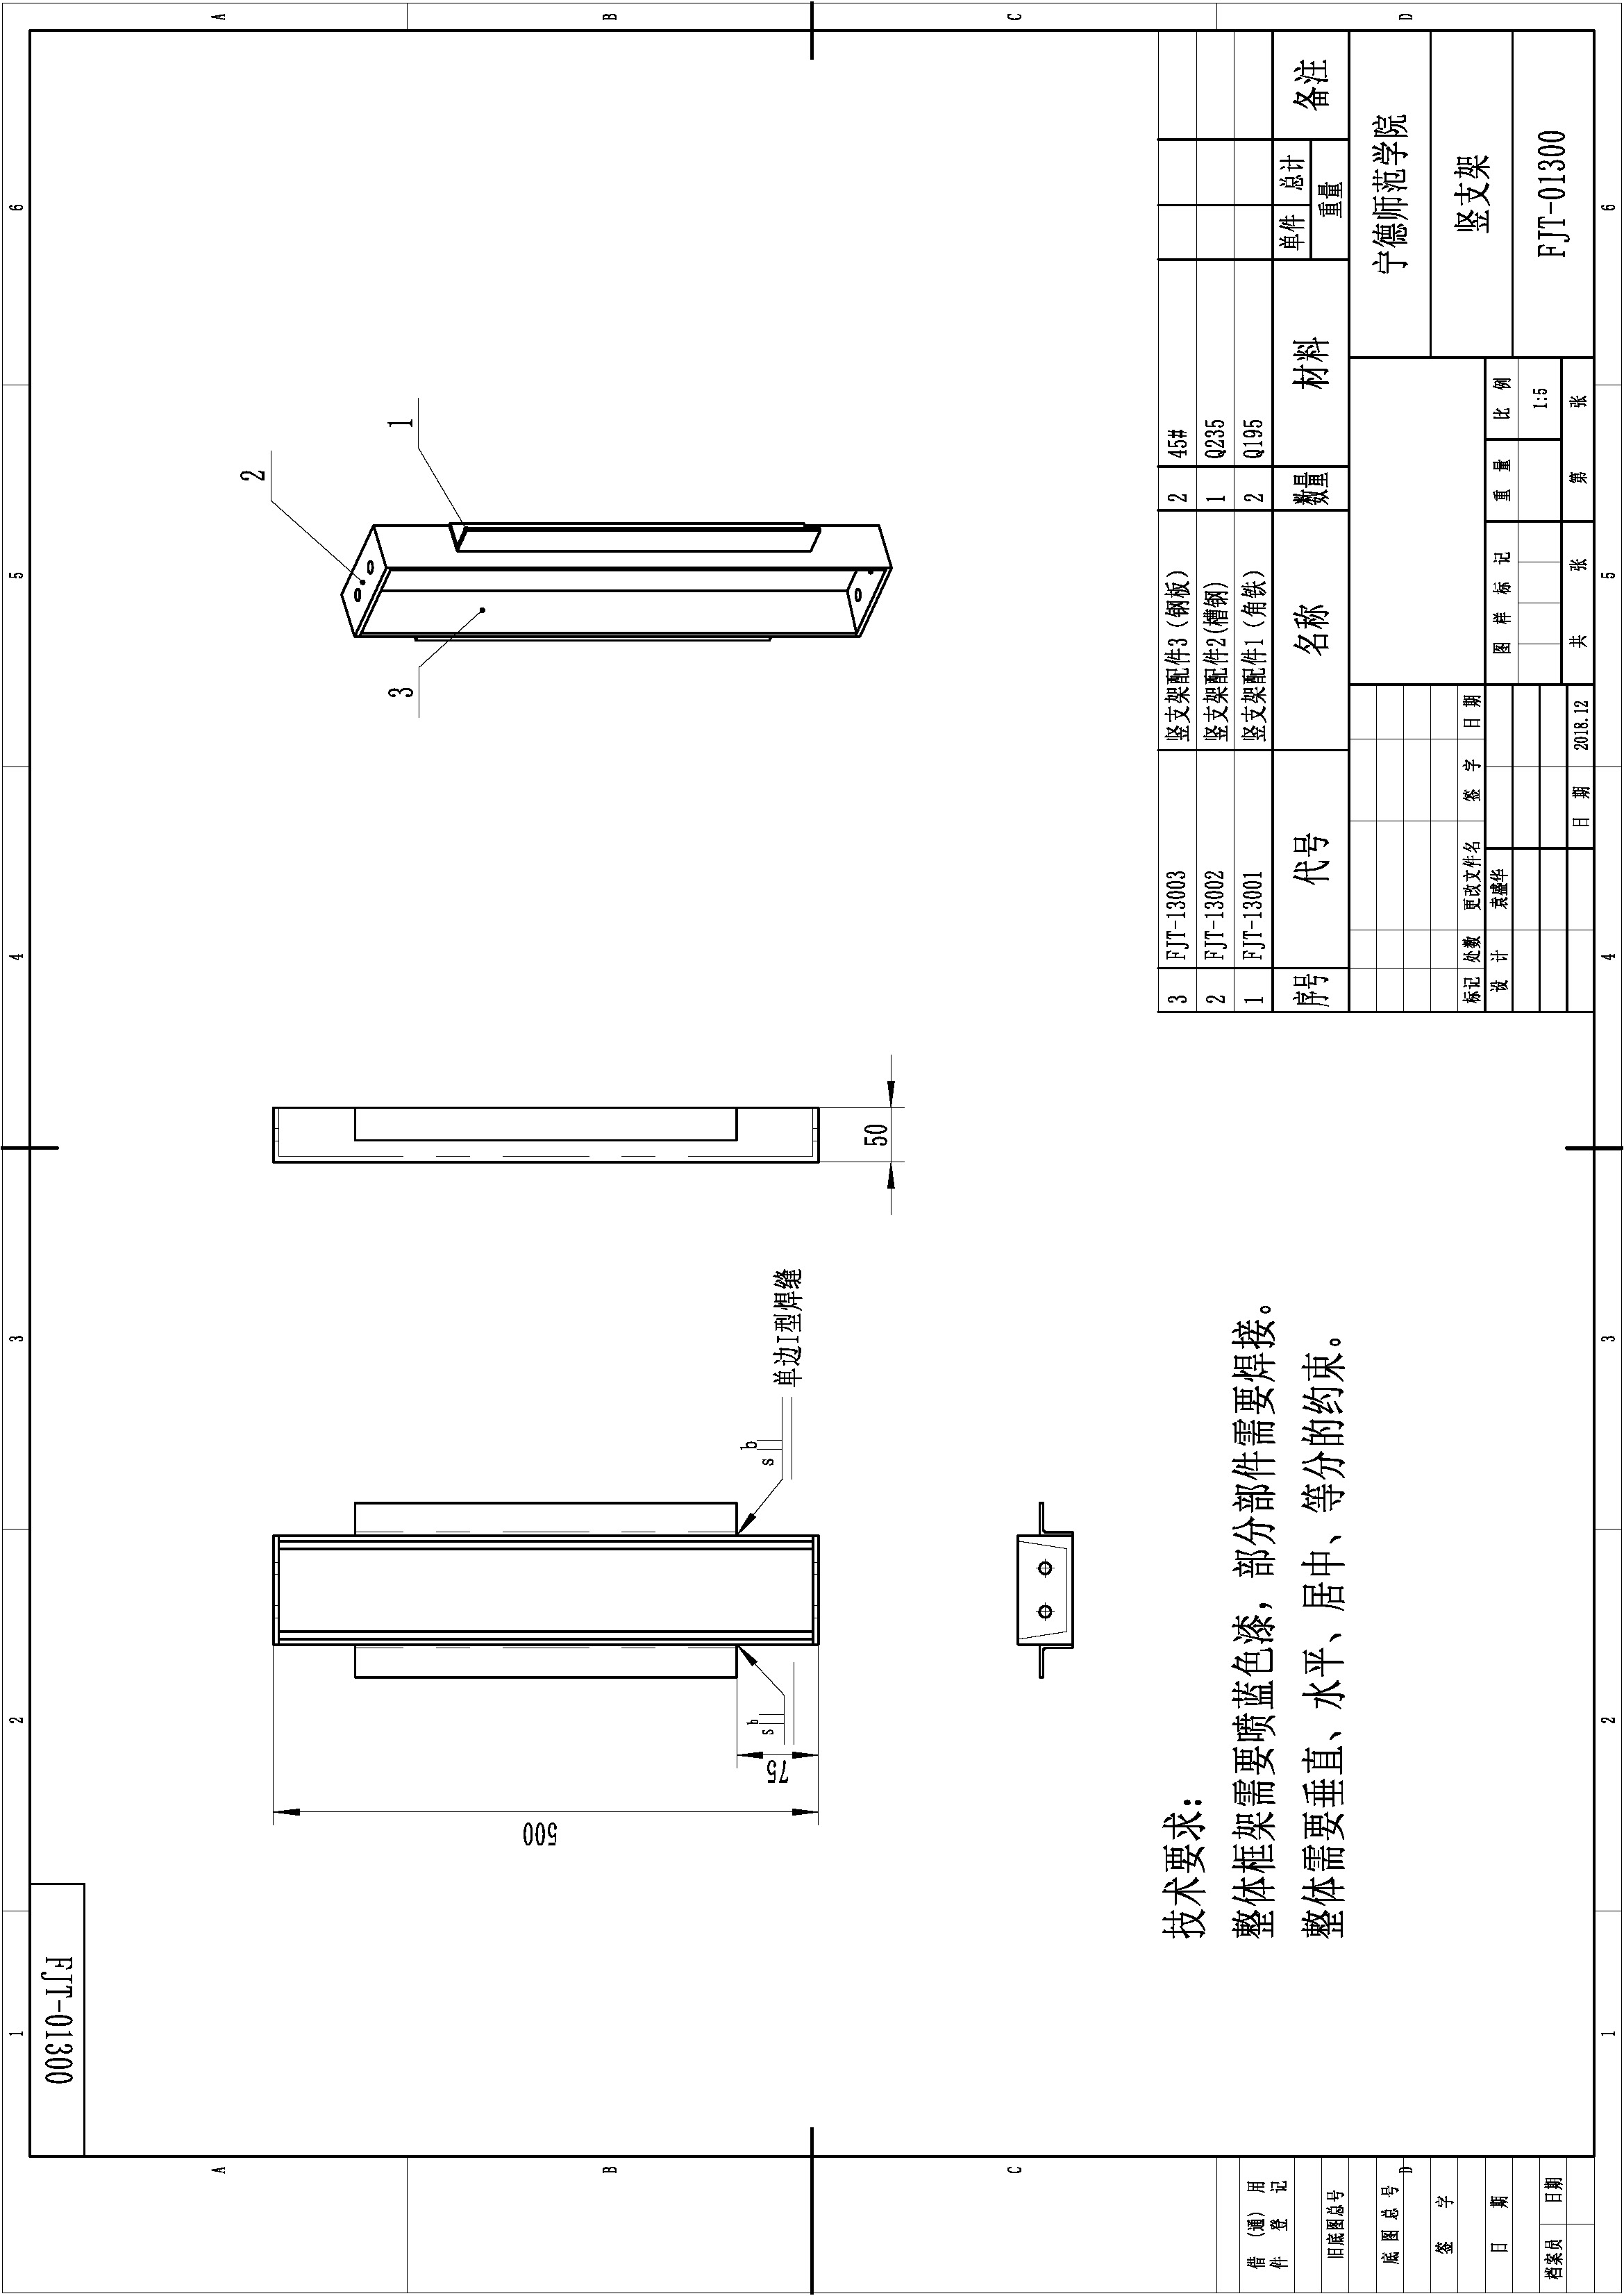 FJT-01300
1 2 3 4 5 6
A
B
C
D
500
75
s b
s b
单边I型焊缝
50
1
2
3
技术要求：
整体框架需要喷蓝色漆，部分部件需要焊接。
整体需要垂直、水平、居中、等分的约束。
3 FJT-13003 竖支架配件3（钢板） 2 45#
2 FJT-13002 竖支架配件2(槽钢) 1 Q235
1 FJT-13001 竖支架配件1（角铁） 2 Q195
序号 代号 名称 数量 材料 单件 总计 重量 备注
宁德师范学院
竖支架
FJT-01300
标记 处数 更改文件名 签 字 日 期
设 计 袁盛华
日 期 2018.12
图 样 标 记 重 量 比 例
1:5
共 张 第 张
借 (通) 用
件 登 记
旧底图总号
底 图 总 号
签 字
日 期
档案员 日期
A
B
C
D
1 2 3 4 5 6